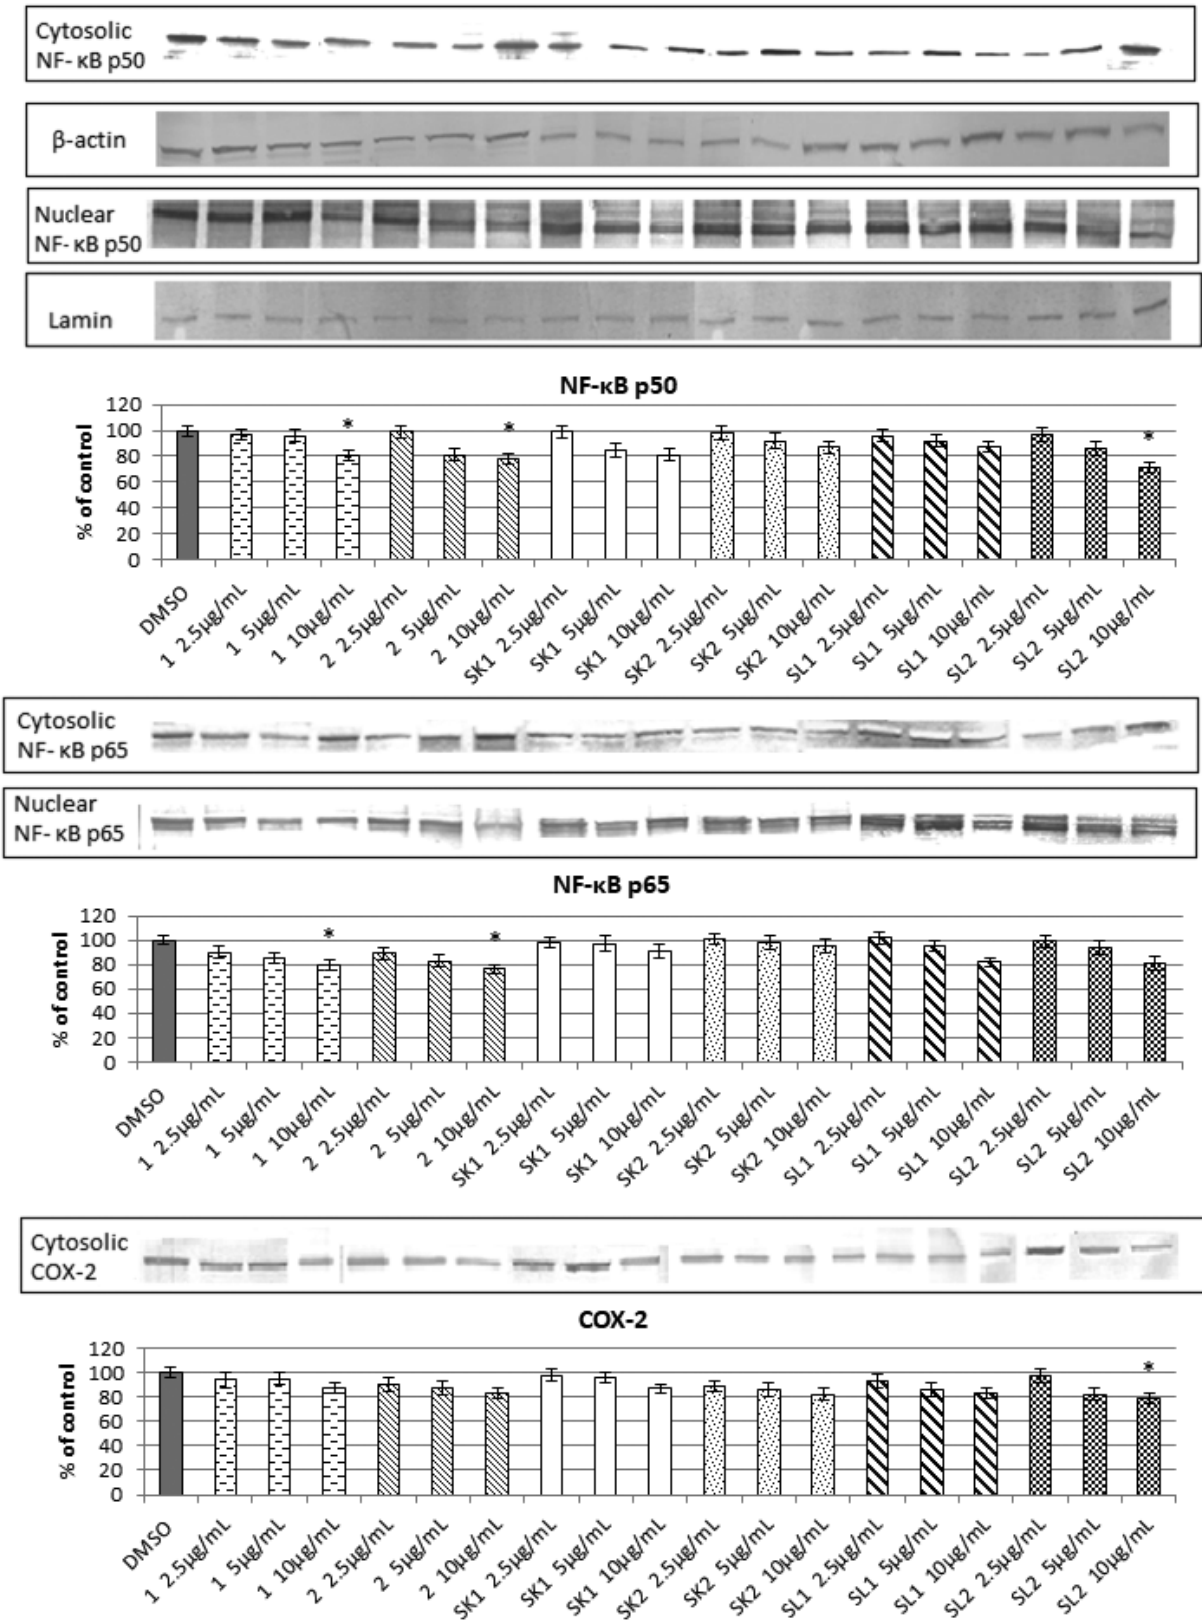 Cytosolic
NF- κB p50
β-actin
Nuclear
NF- κB p50
Lamin
NF-κB p50
% of control
120
100
80
60
40
20
0
*
*
*
DMSO
1 2.5µg/mL
1 5µg/mL
1 10µg/mL
2 2.5µg/mL
2 5µg/mL
2 10µg/mL
SK1 2.5µg/mL
SK1 5µg/mL
SK1 10µg/mL
SK2 2.5µg/mL
SK2 5µg/mL
SK2 10µg/mL
SL1 2.5µg/mL
SL1 5µg/mL
SL1 10µg/mL
SL2 2.5µg/mL
SL2 5µg/mL
SL2 10µg/mL
Cytosolic
NF- κB p65
Nuclear
NF- κB p65
NF-κB p65
% of control
120
100
80
60
40
20
0
*
*
DMSO
1 2.5µg/mL
1 5µg/mL
1 10µg/mL
2 2.5µg/mL
2 5µg/mL
2 10µg/mL
SK1 2.5µg/mL
SK1 5µg/mL
SK1 10µg/mL
SK2 2.5µg/mL
SK2 5µg/mL
SK2 10µg/mL
SL1 2.5µg/mL
SL1 5µg/mL
SL1 10µg/mL
SL2 2.5µg/mL
SL2 5µg/mL
SL2 10µg/mL
Cytosolic
COX-2
COX-2
% of control
120
100
80
60
40
20
0
*
DMSO
1 2.5µg/mL
1 5µg/mL
1 10µg/mL
2 2.5µg/mL
2 5µg/mL
2 10µg/mL
SK1 2.5µg/mL
SK1 5µg/mL
SK1 10µg/mL
SK2 2.5µg/mL
SK2 5µg/mL
SK2 10µg/mL
SL1 2.5µg/mL
SL1 5µg/mL
SL1 10µg/mL
SL2 2.5µg/mL
SL2 5µg/mL
SL2 10µg/mL